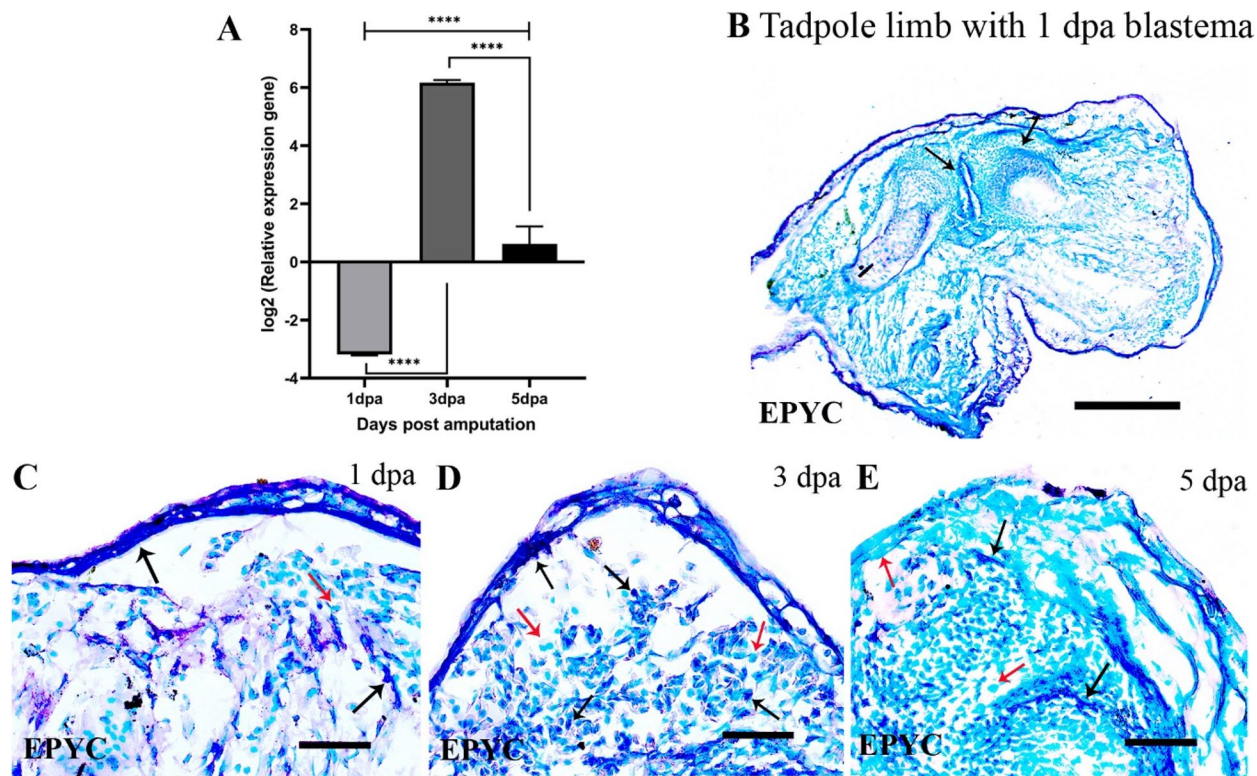 A
****
****
8
6
4
2
0
-2
-4
****
log2 (Relative expression gene)
1dpa 3dpa 5dpa
Days post amputation
B Tadpole limb with 1 dpa blastema
EPYC
C 1 dpa
EPYC
D 3 dpa
EPYC
E 5 dpa
EPYC